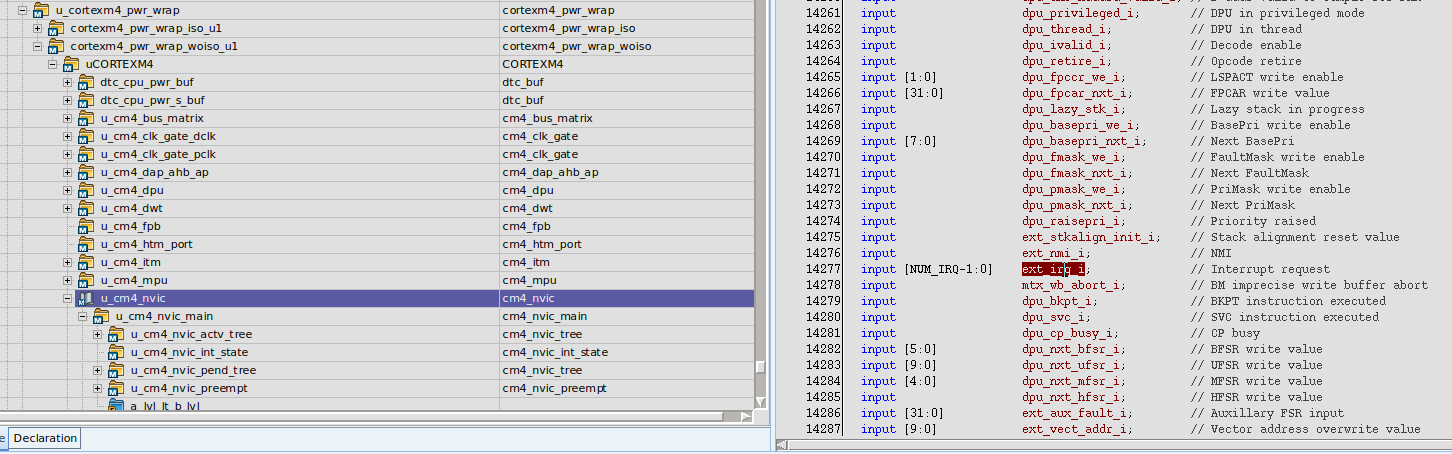 u_cortexm4_pwr_wrap cortexm4_pwr_wrap
cortexm4_pwr_wrap_iso_u1 cortexm4_pwr_wrap_iso
cortexm4_pwr_wrap_woiso_u1 cortexm4_pwr_wrap_woiso
uCORTEXM4 CORTEXM4
dtc_cpu_pwr_buf dtc_buf
dtc_cpu_pwr_s_buf dtc_buf
u_cm4_bus_matrix cm4_bus_matrix
u_cm4_clk_gate_dclk cm4_clk_gate
u_cm4_clk_gate_pclk cm4_clk_gate
u_cm4_dap_ahb_ap cm4_dap_ahb_ap
u_cm4_dpu cm4_dpu
u_cm4_dwt cm4_dwt
u_cm4_fpb cm4_fpb
u_cm4_htm_port cm4_htm_port
u_cm4_itm cm4_itm
u_cm4_mpu cm4_mpu
u_cm4_nvic cm4_nvic
u_cm4_nvic_main cm4_nvic_main
u_cm4_nvic_actv_tree cm4_nvic_tree
u_cm4_nvic_int_state cm4_nvic_int_state
u_cm4_nvic_pend_tree cm4_nvic_tree
u_cm4_nvic_preempt cm4_nvic_preempt
a_lvl_lt_b_lvl
Declaration
14261 input dpu_privileged_i; // DPU in privileged mode
14262 input dpu_thread_i; // DPU in thread
14263 input dpu_ivalid_i; // Decode enable
14264 input dpu_retire_i; // Opcode retire
14265 input [1:0] dpu_fpccr_we_i; // LSPACT write enable
14266 input [31:0] dpu_fpcar_nxt_i; // FPCAR write value
14267 input dpu_lazy_stk_i; // Lazy stack in progress
14268 input dpu_basepri_we_i; // BasePri write enable
14269 input [7:0] dpu_basepri_nxt_i; // Next BasePri
14270 input dpu_fmask_we_i; // FaultMask write enable
14271 input dpu_fmask_nxt_i; // Next FaultMask
14272 input dpu_pmask_we_i; // PriMask write enable
14273 input dpu_pmask_nxt_i; // Next PriMask
14274 input dpu_raisepri_i; // Priority raised
14275 input ext_stkalign_init_i; // Stack alignment reset value
14276 input ext_nmi_i; // NMI
14277 input [NUM_IRQ-1:0] ext_irq_i; // Interrupt request
14278 input mtx_wb_abort_i; // BM imprecise write buffer abort
14279 input dpu_bkpt_i; // BKPT instruction executed
14280 input dpu_svc_i; // SVC instruction executed
14281 input dpu_cp_busy_i; // CP busy
14282 input [5:0] dpu_nxt_bfsr_i; // BFSR write value
14283 input [9:0] dpu_nxt_ufsr_i; // UFSR write value
14284 input [4:0] dpu_nxt_mfsr_i; // MFSR write value
14285 input dpu_nxt_hfsr_i; // HFSR write value
14286 input [31:0] ext_aux_fault_i; // Auxillary FSR input
14287 input [9:0] ext_vect_addr_i; // Vector address overwrite value